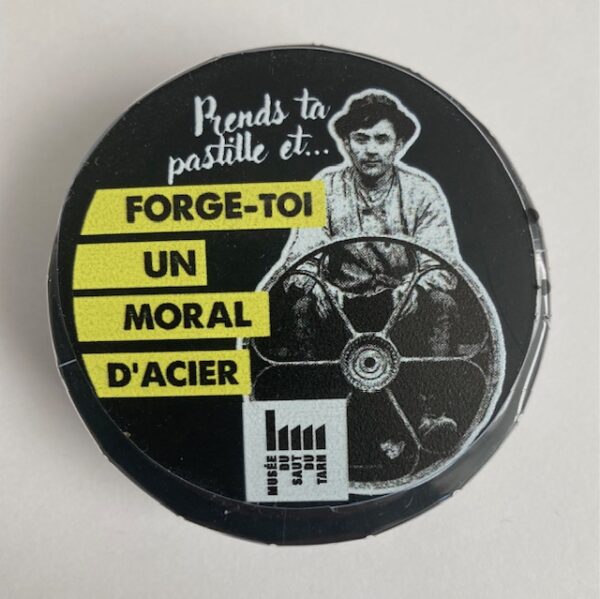 Prends ta
pastille et...
FORGE-TOI
UN
MORAL
D'ACIER
MUSÉE
DU
SAUT
DU
TARN